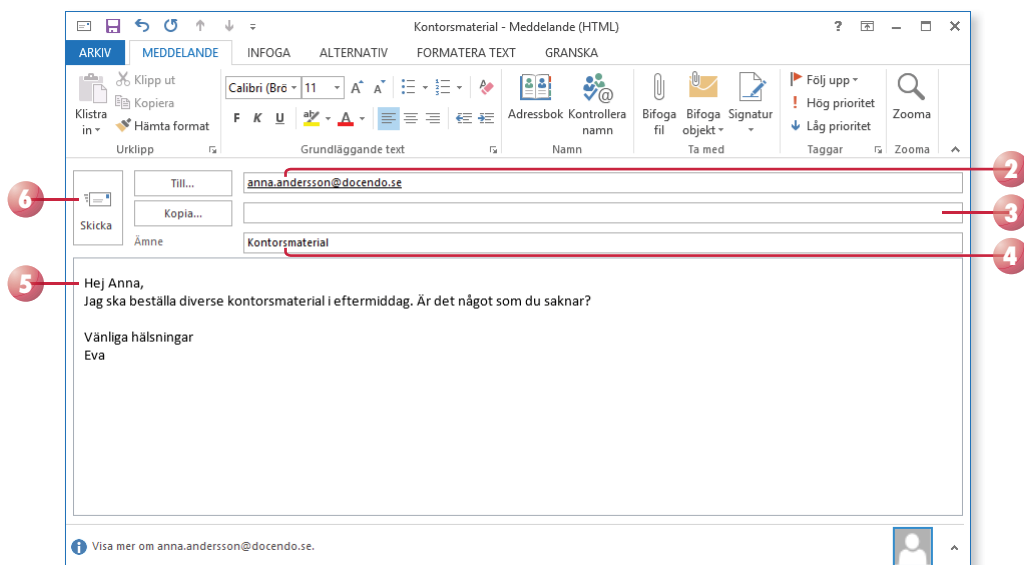 Kontorsmaterial - Meddelande (HTML)
?
ARKIV MEDDELANDE INFOGA ALTERNATIV FORMATERA TEXT GRANSKA
Klistra in
Klipp ut
Kopiera
Hämta format
Urklipp
Calibri (Brö 11 A A
F K U aby A
Grundläggande text
Adressbok
Kontrollera
namn
Namn
Bifoga
fil
Bifoga
objekt
Signatur
Ta med
Följ upp
! Hög prioritet
Låg prioritet
Taggar
Zooma
Zooma
6
Skicka
Till... anna.andersson@docendo.se
2
Kopia...
3
Ämne Kontorsmaterial
4
5
Hej Anna,
Jag ska beställa diverse kontorsmaterial i eftermiddag. Är det något som du saknar?
Vänliga hälsningar
Eva
Visa mer om anna.andersson@docendo.se.